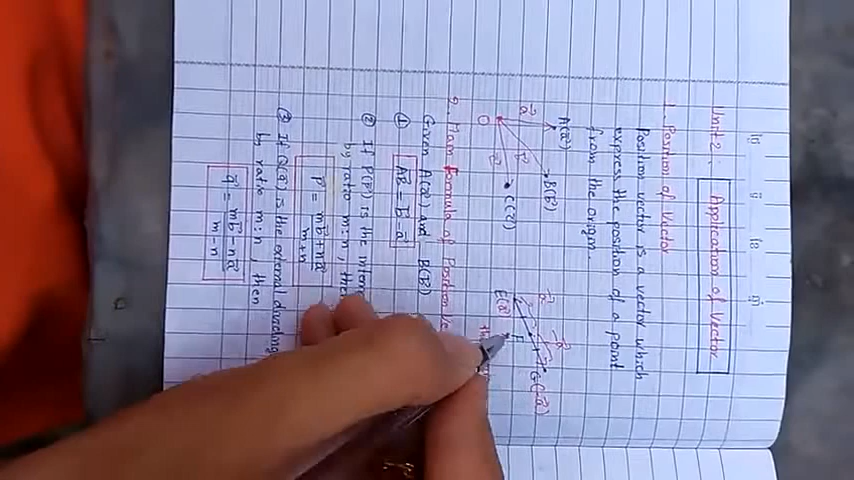 Unit-2: Application of Vector
1. Position of Vector
Position vector is a vector which
express the position of a point
from the origin.
A(a⃗)
B(b⃗)
C(c⃗)
O
a⃗
b⃗
c⃗
E(a⃗)
G(-a⃗)
a⃗
-a⃗
F
2. Main formula of Position
Given A(a⃗) and B(b⃗)
① AB⃗ = b⃗ - a⃗
② If P(p⃗) is the
by ratio m:n,
p⃗ = mb⃗+na⃗ / m+n
③ If Q(q⃗) is the external dividing
by ratio m:n, then
q⃗ = mb⃗-na⃗ / m-n